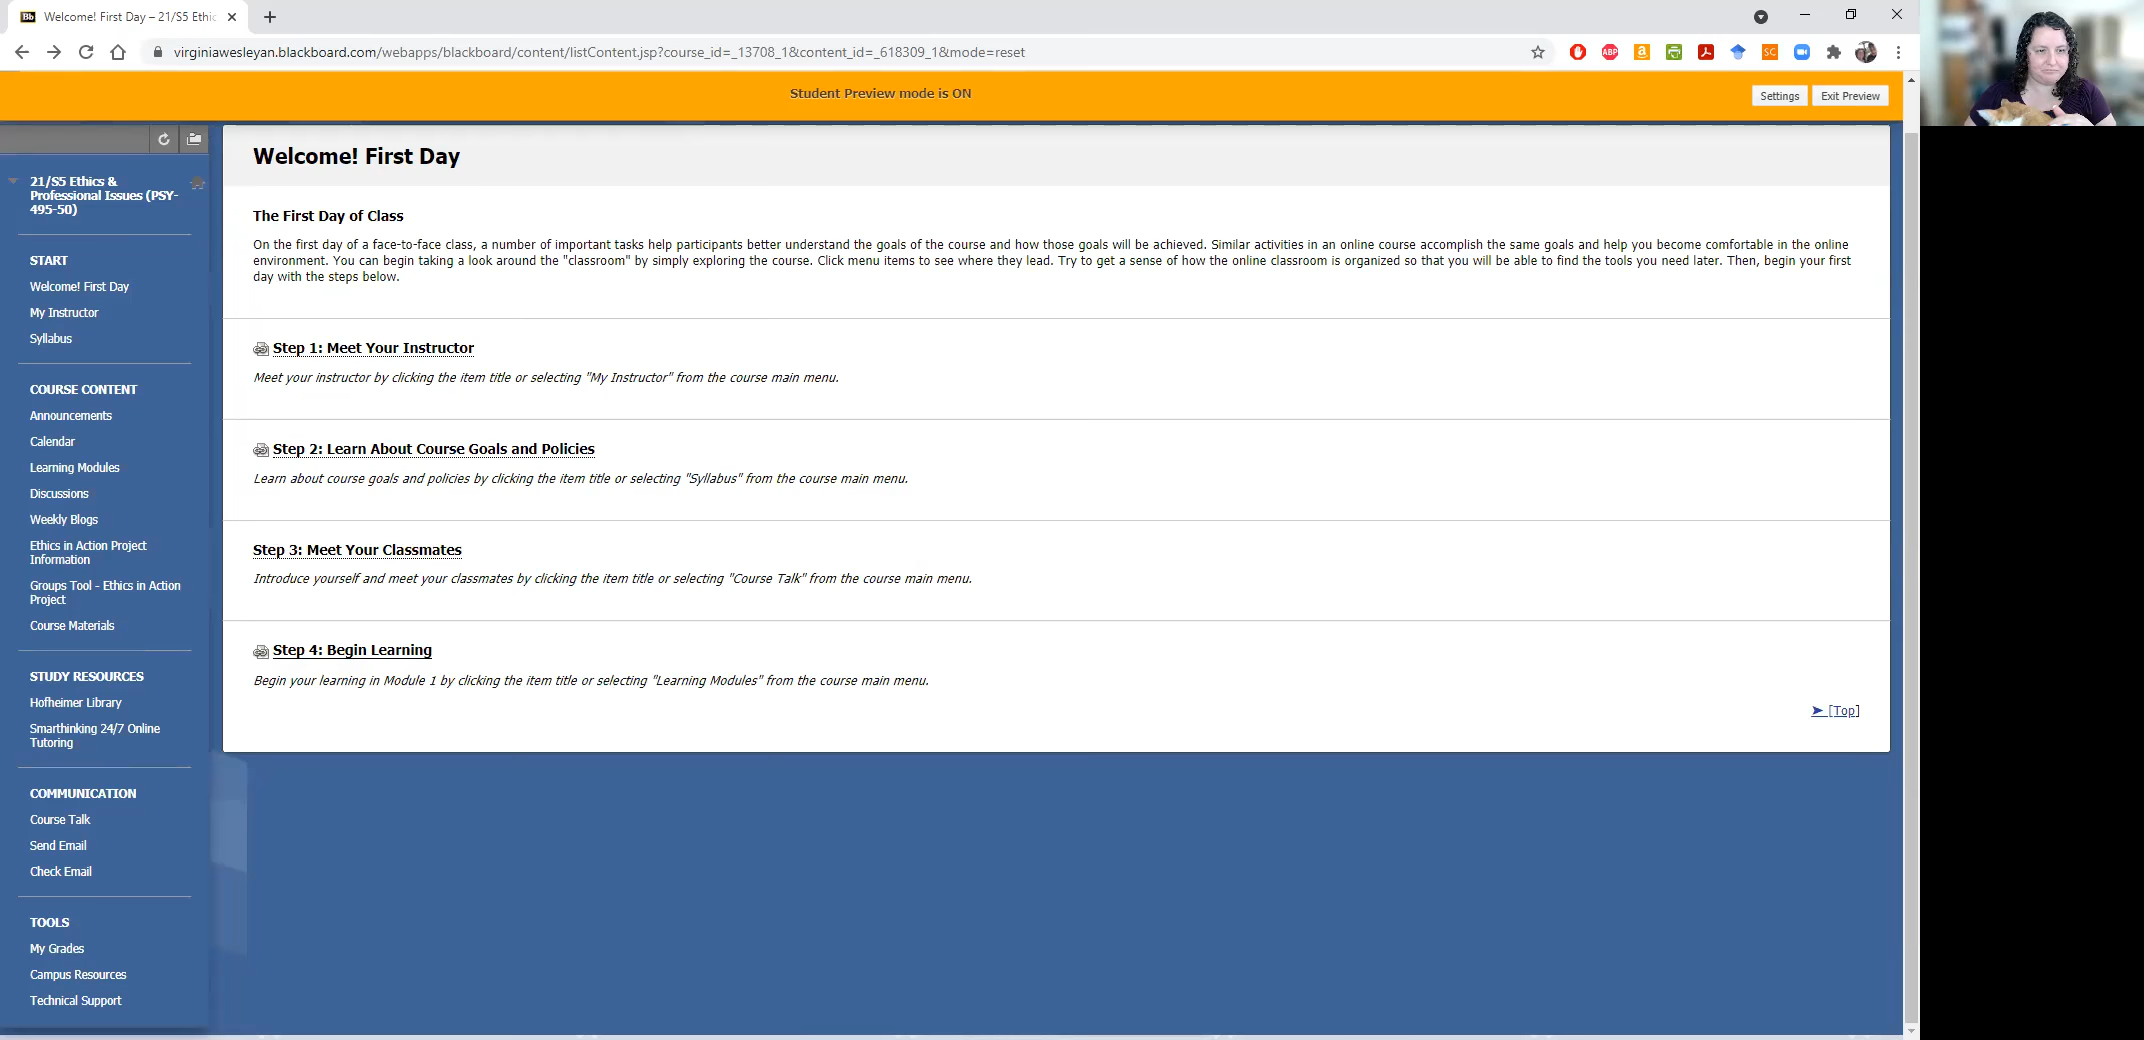 Bb Welcome! First Day – 21/S5 Ethic
virginiawesleyan.blackboard.com/webapps/blackboard/content/listContent.jsp?course_id=_13708_1&content_id=_618309_1&mode=reset
ABP
a
SC
Student Preview mode is ON
Settings
Exit Preview
21/S5 Ethics &
Professional Issues (PSY-
495-50)
START
Welcome! First Day
My Instructor
Syllabus
COURSE CONTENT
Announcements
Calendar
Learning Modules
Discussions
Weekly Blogs
Ethics in Action Project
Information
Groups Tool - Ethics in Action
Project
Course Materials
STUDY RESOURCES
Hofheimer Library
Smarthinking 24/7 Online
Tutoring
COMMUNICATION
Course Talk
Send Email
Check Email
TOOLS
My Grades
Campus Resources
Technical Support
Welcome! First Day
The First Day of Class
On the first day of a face-to-face class, a number of important tasks help participants better understand the goals of the course and how those goals will be achieved. Similar activities in an online course accomplish the same goals and help you become comfortable in the online
environment. You can begin taking a look around the "classroom" by simply exploring the course. Click menu items to see where they lead. Try to get a sense of how the online classroom is organized so that you will be able to find the tools you need later. Then, begin your first
day with the steps below.
Step 1: Meet Your Instructor
Meet your instructor by clicking the item title or selecting "My Instructor" from the course main menu.
Step 2: Learn About Course Goals and Policies
Learn about course goals and policies by clicking the item title or selecting "Syllabus" from the course main menu.
Step 3: Meet Your Classmates
Introduce yourself and meet your classmates by clicking the item title or selecting "Course Talk" from the course main menu.
Step 4: Begin Learning
Begin your learning in Module 1 by clicking the item title or selecting "Learning Modules" from the course main menu.
➤ [Top]